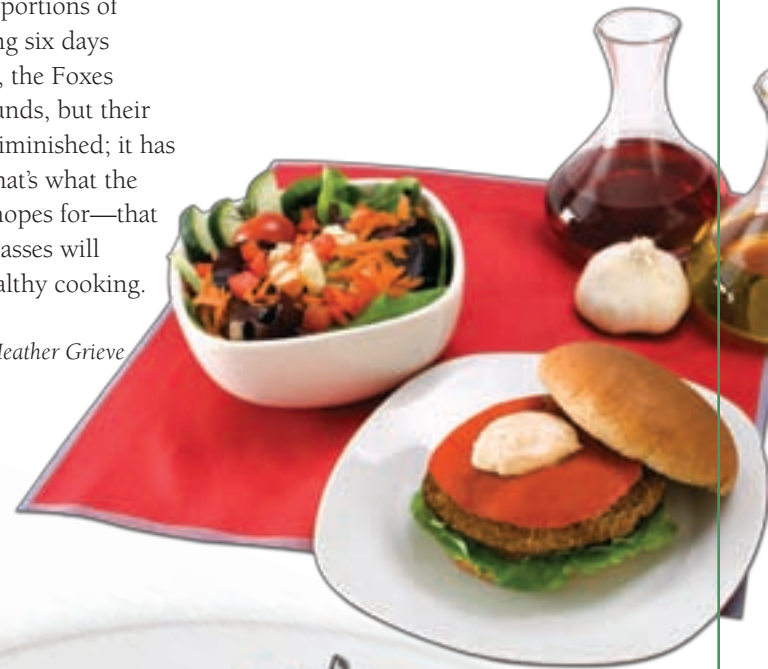 portions of
ng six days
, the Foxes
unds, but their
iminished; it has
hat's what the
hopes for—that
asses will
althy cooking.
Heather Grieve